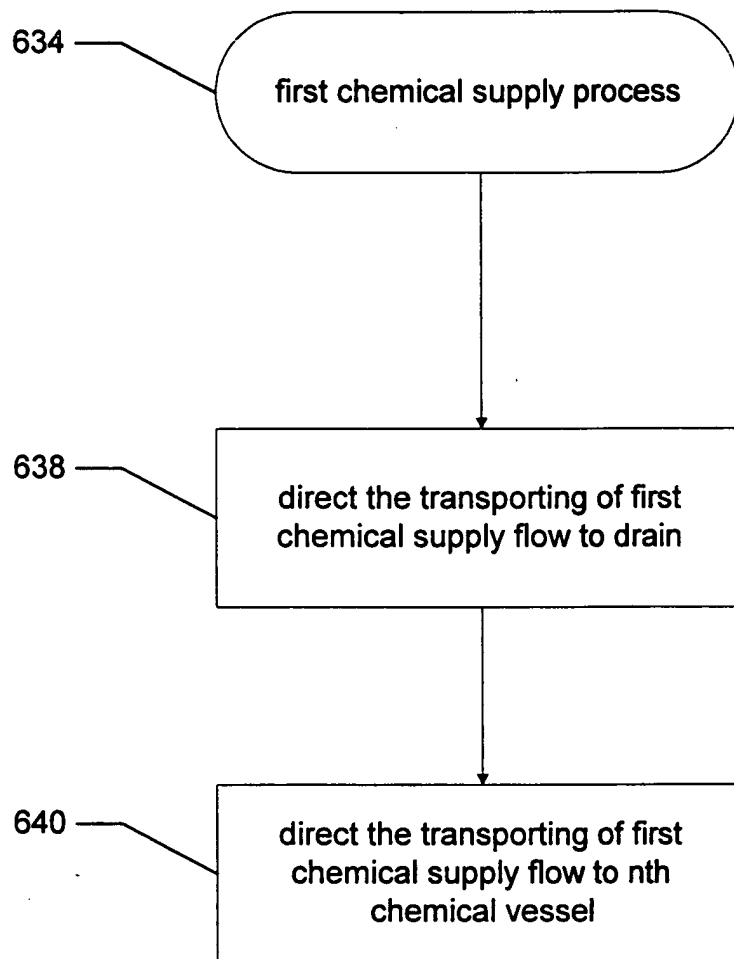 634
first chemical supply process
638
direct the transporting of first
chemical supply flow to drain
640
direct the transporting of first
chemical supply flow to nth
chemical vessel